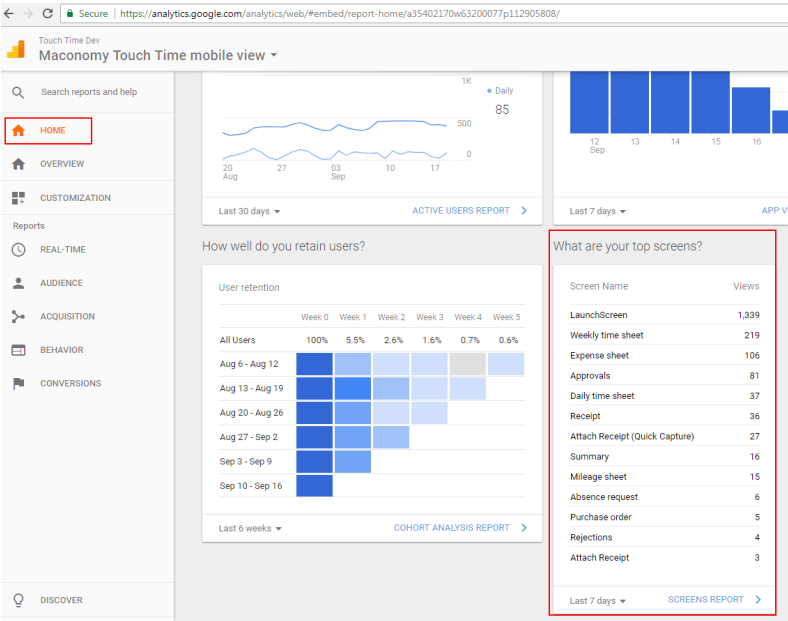 Secure | https://analytics.google.com/analytics/web/#embed/report-home/a35402170w63200077p112905808/
Touch Time Dev
Maconomy Touch Time mobile view
Search reports and help
HOME
OVERVIEW
CUSTOMIZATION
Reports
REAL-TIME
AUDIENCE
ACQUISITION
BEHAVIOR
CONVERSIONS
DISCOVER
1K
500
0
Daily
85
20 27 03 10 17
Aug Sep
Last 30 days
ACTIVE USERS REPORT
12 13 14 15 16
Sep
Last 7 days
APP V
How well do you retain users?
User retention
Week 0 Week 1 Week 2 Week 3 Week 4 Week 5
All Users 100% 5.5% 2.6% 1.6% 0.7% 0.6%
Aug 6 - Aug 12
Aug 13 - Aug 19
Aug 20 - Aug 26
Aug 27 - Sep 2
Sep 3 - Sep 9
Sep 10 - Sep 16
Last 6 weeks
COHORT ANALYSIS REPORT
What are your top screens?
Screen Name Views
LaunchScreen 1,339
Weekly time sheet 219
Expense sheet 106
Approvals 81
Daily time sheet 37
Receipt 36
Attach Receipt (Quick Capture) 27
Summary 16
Mileage sheet 15
Absence request 6
Purchase order 5
Rejections 4
Attach Receipt 3
Last 7 days
SCREENS REPORT